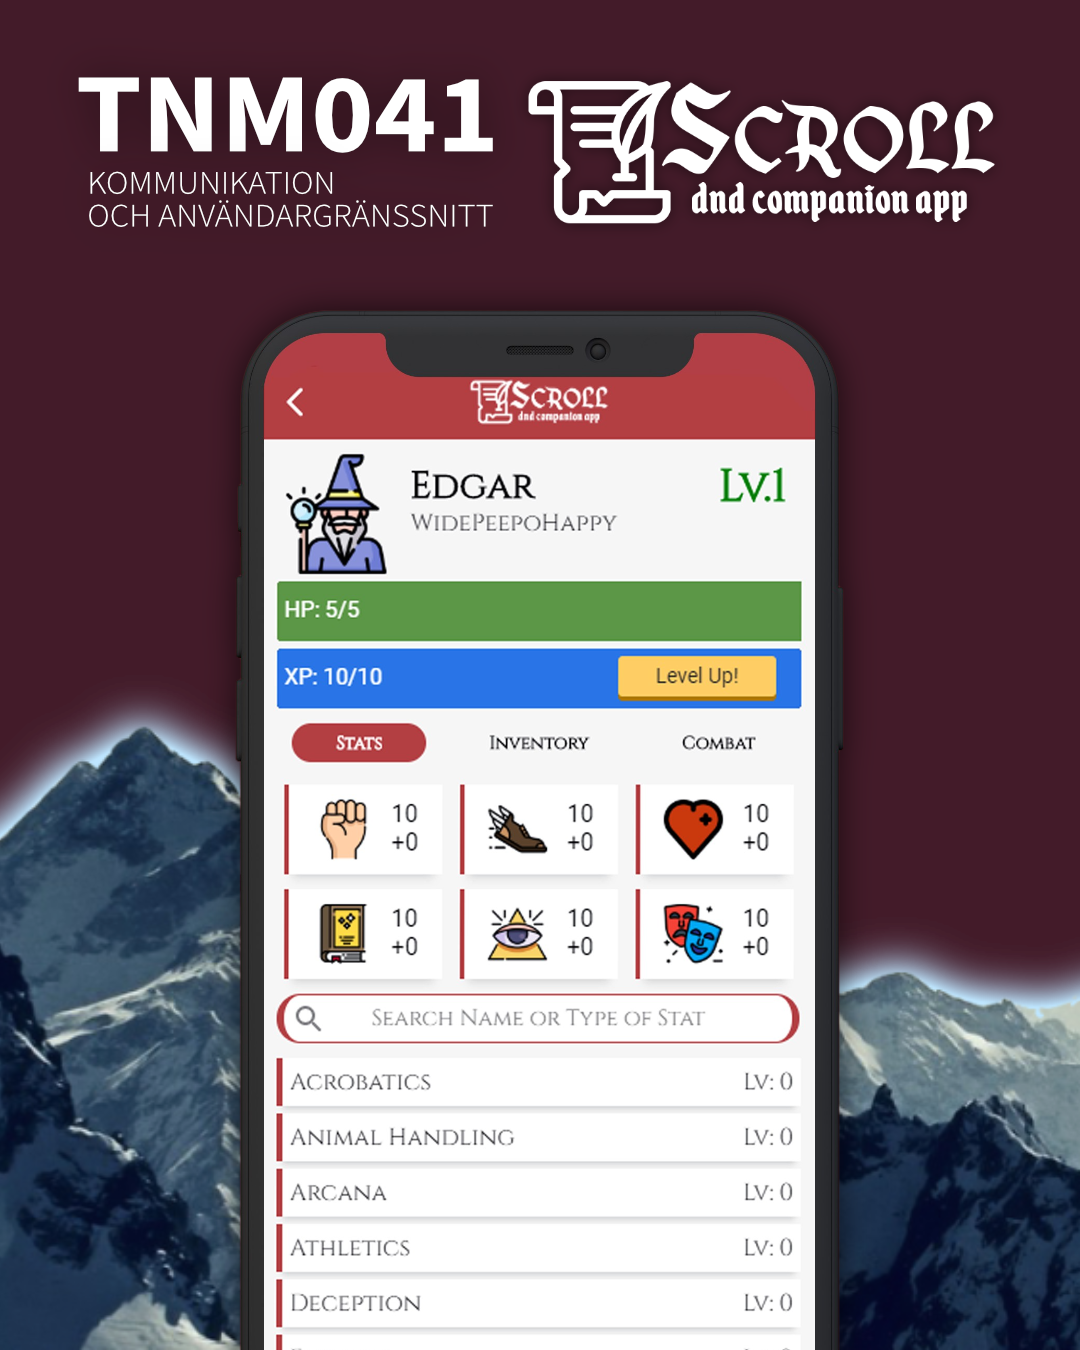 TNM041
KOMMUNIKATION
OCH ANVÄNDARGRÄNSSNITT
SCROLL
dnd companion app
SCROLL
dnd companion app
EDGAR
WIDEPEEPOHAPPY
LV.1
HP: 5/5
XP: 10/10
Level Up!
STATS
INVENTORY
COMBAT
10
+0
10
+0
10
+0
10
+0
10
+0
10
+0
SEARCH NAME OR TYPE OF STAT
ACROBATICS LV: 0
ANIMAL HANDLING LV: 0
ARCANA LV: 0
ATHLETICS LV: 0
DECEPTION LV: 0